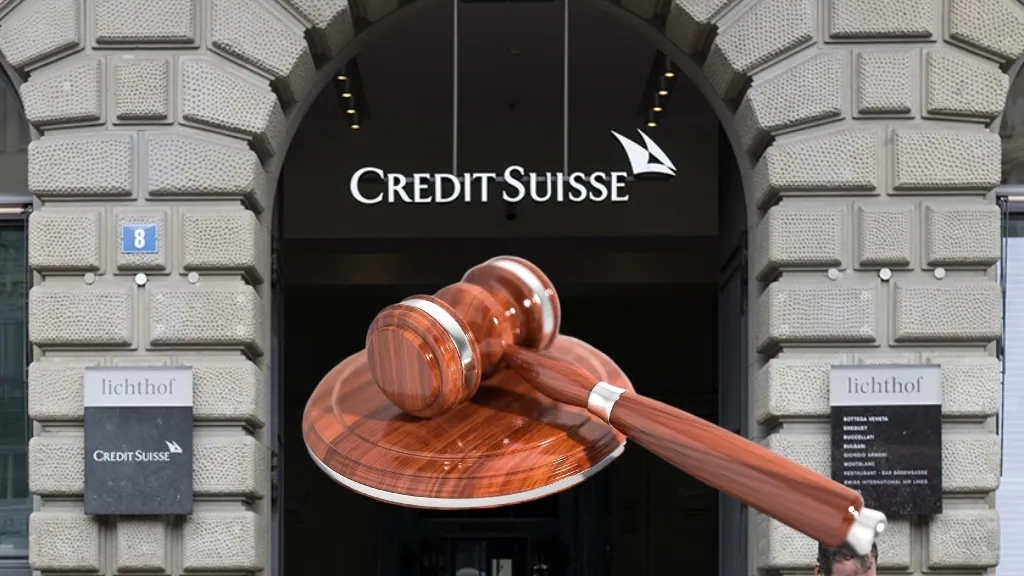 CREDIT SUISSE
8
lichthof
CREDIT SUISSE
lichthof
BOTTEGA VENETA
BREGUET
BUCCELLATI
BULGARI
GIORGIO ARMANI
MONTBLANC
RESTAURANT - BAR BÄRENGASSE
SWISS INTERNATIONAL AIR LINES